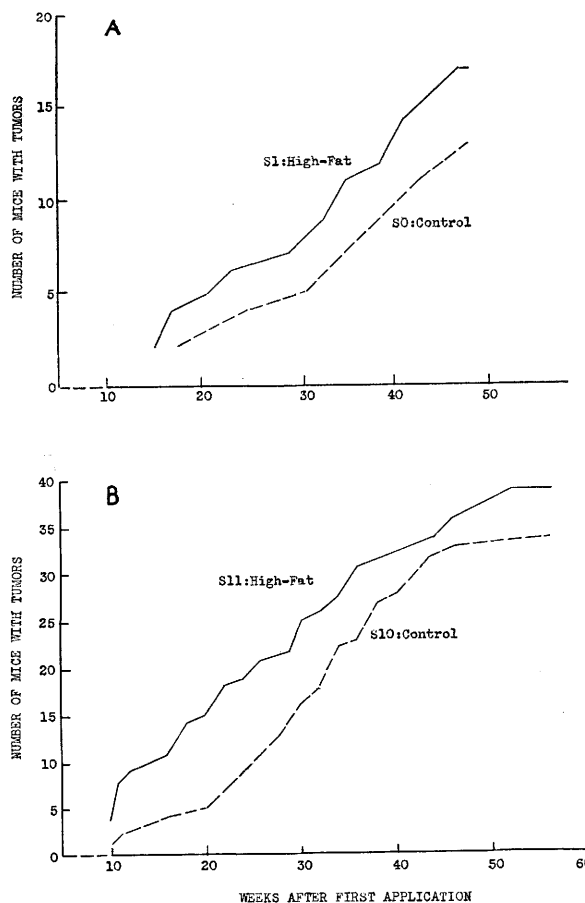 A
20
15
10
5
0
NUMBER OF MICE WITH TUMORS
S1:High-Fat
S0:Control
10 20 30 40 50
B
40
35
30
25
20
15
10
5
0
NUMBER OF MICE WITH TUMORS
S11:High-Fat
S10:Control
10 20 30 40 50 60
WEEKS AFTER FIRST APPLICATION